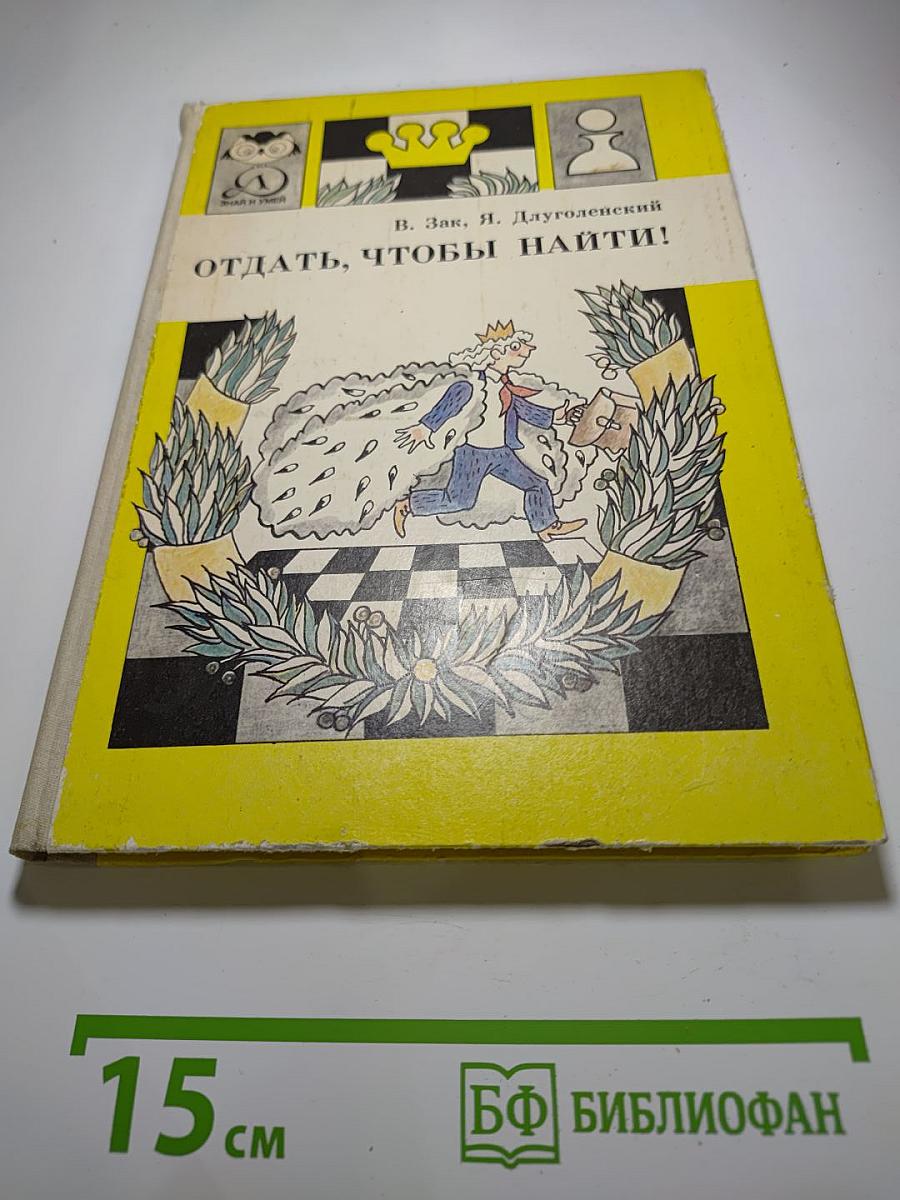 ЗНАЙ И УМЕЙ
В. Зак, Я. Длуголенский
ОТДАТЬ, ЧТОБЫ НАЙТИ!
15 см
БФ БИБЛИОФАН